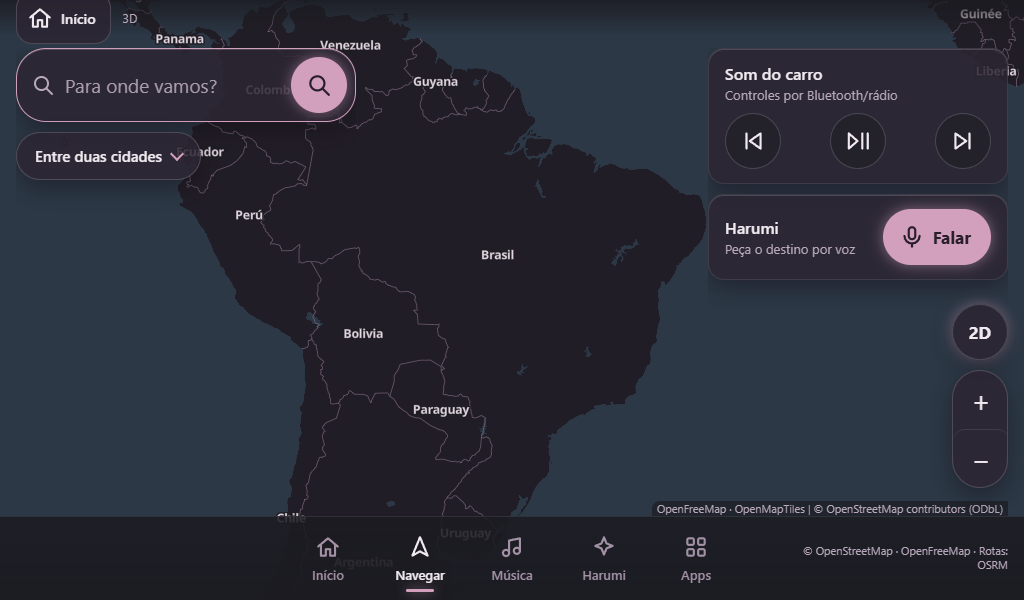 Início
3D
Panama
Venezuela
Guyana
Guinée
Liberia
Para onde vamos?
Colomb
Som do carro
Controles por Bluetooth/rádio
Entre duas cidades
Ecuador
Perú
Brasil
Harumi
Peça o destino por voz
Falar
Bolivia
2D
Paraguay
+
−
OpenFreeMap · OpenMapTiles | © OpenStreetMap contributors (ODbL)
Chile
Uruguay
Argentina
Início
Navegar
Música
Harumi
Apps
© OpenStreetMap · OpenFreeMap · Rotas:
OSRM